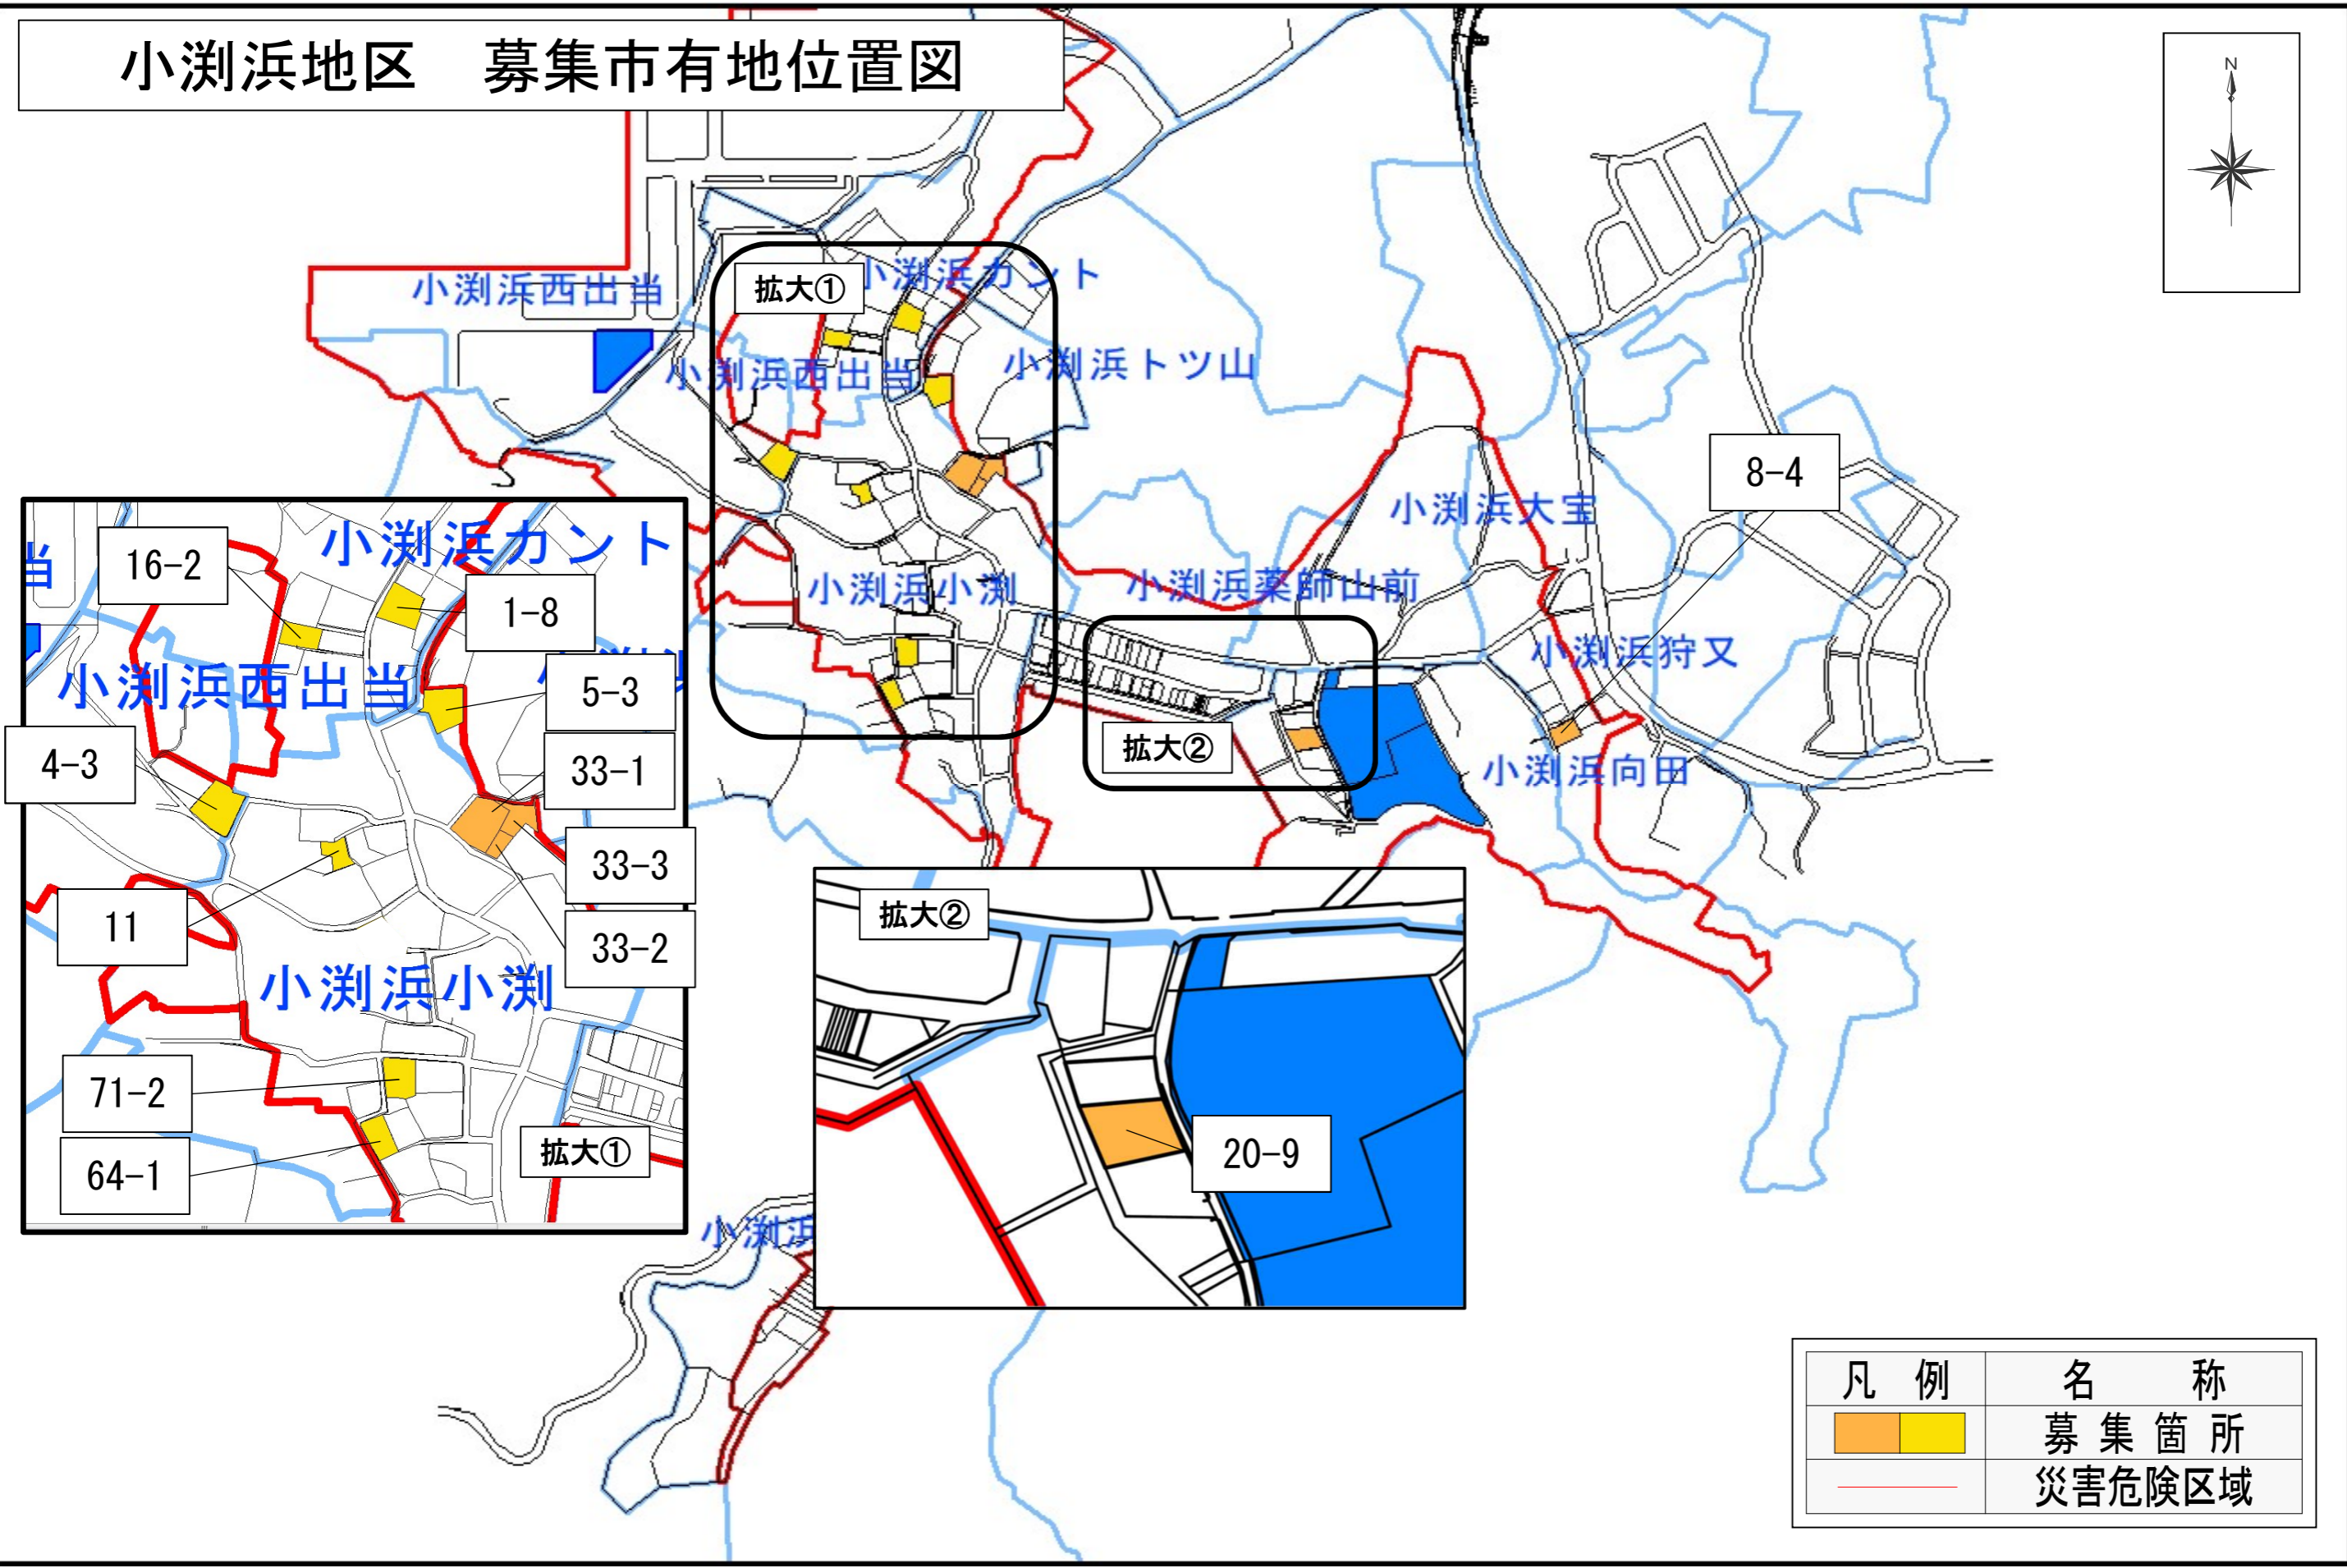 小渕浜地区　募集市有地位置図
N
小渕浜西出当
拡大①
小渕浜カント
小渕浜西出当
小渕浜トツ山
8-4
小渕浜大宝
小渕浜小渕
小渕浜薬師山前
小渕浜狩又
拡大②
小渕浜向田
当
16-2
小渕浜カント
1-8
小渕浜西出当
5-3
4-3
33-1
33-3
11
33-2
小渕浜小渕
71-2
拡大①
64-1
拡大②
20-9
小渕浜
凡　例　名　称
募集箇所
災害危険区域